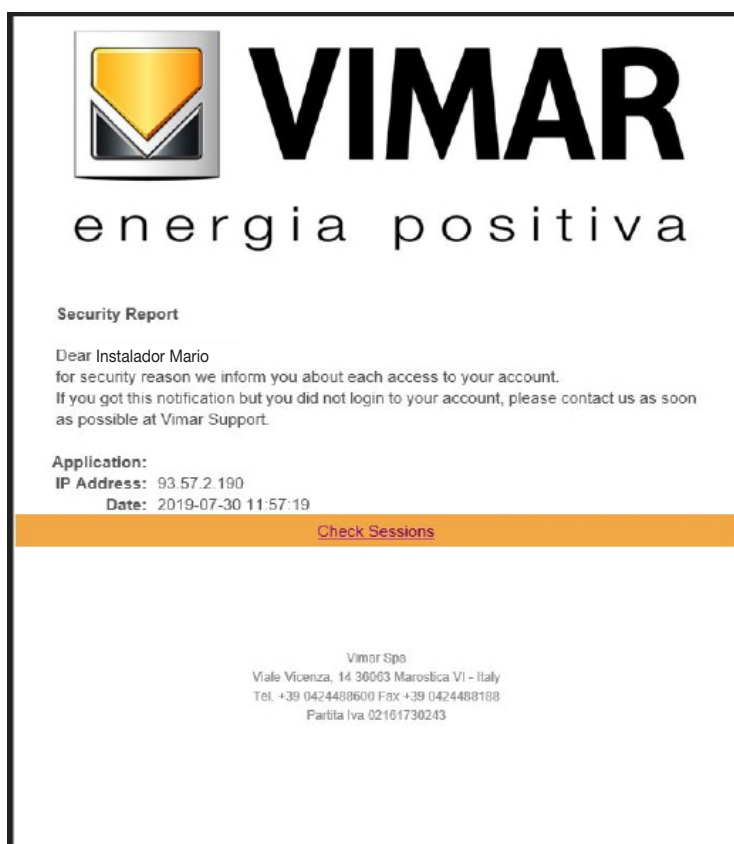 VIMAR
energia positiva
Security Report
Dear Instalador Mario
for security reason we inform you about each access to your account.
If you got this notification but you did not login to your account, please contact us as soon
as possible at Vimar Support.
Application:
IP Address: 93.57.2.190
Date: 2019-07-30 11:57:19
Check Sessions
Vimar Spa
Viale Vicenza, 14 36063 Marostica VI - Italy
Tel. +39 0424488600 Fax +39 0424488188
Partita Iva 02161730243